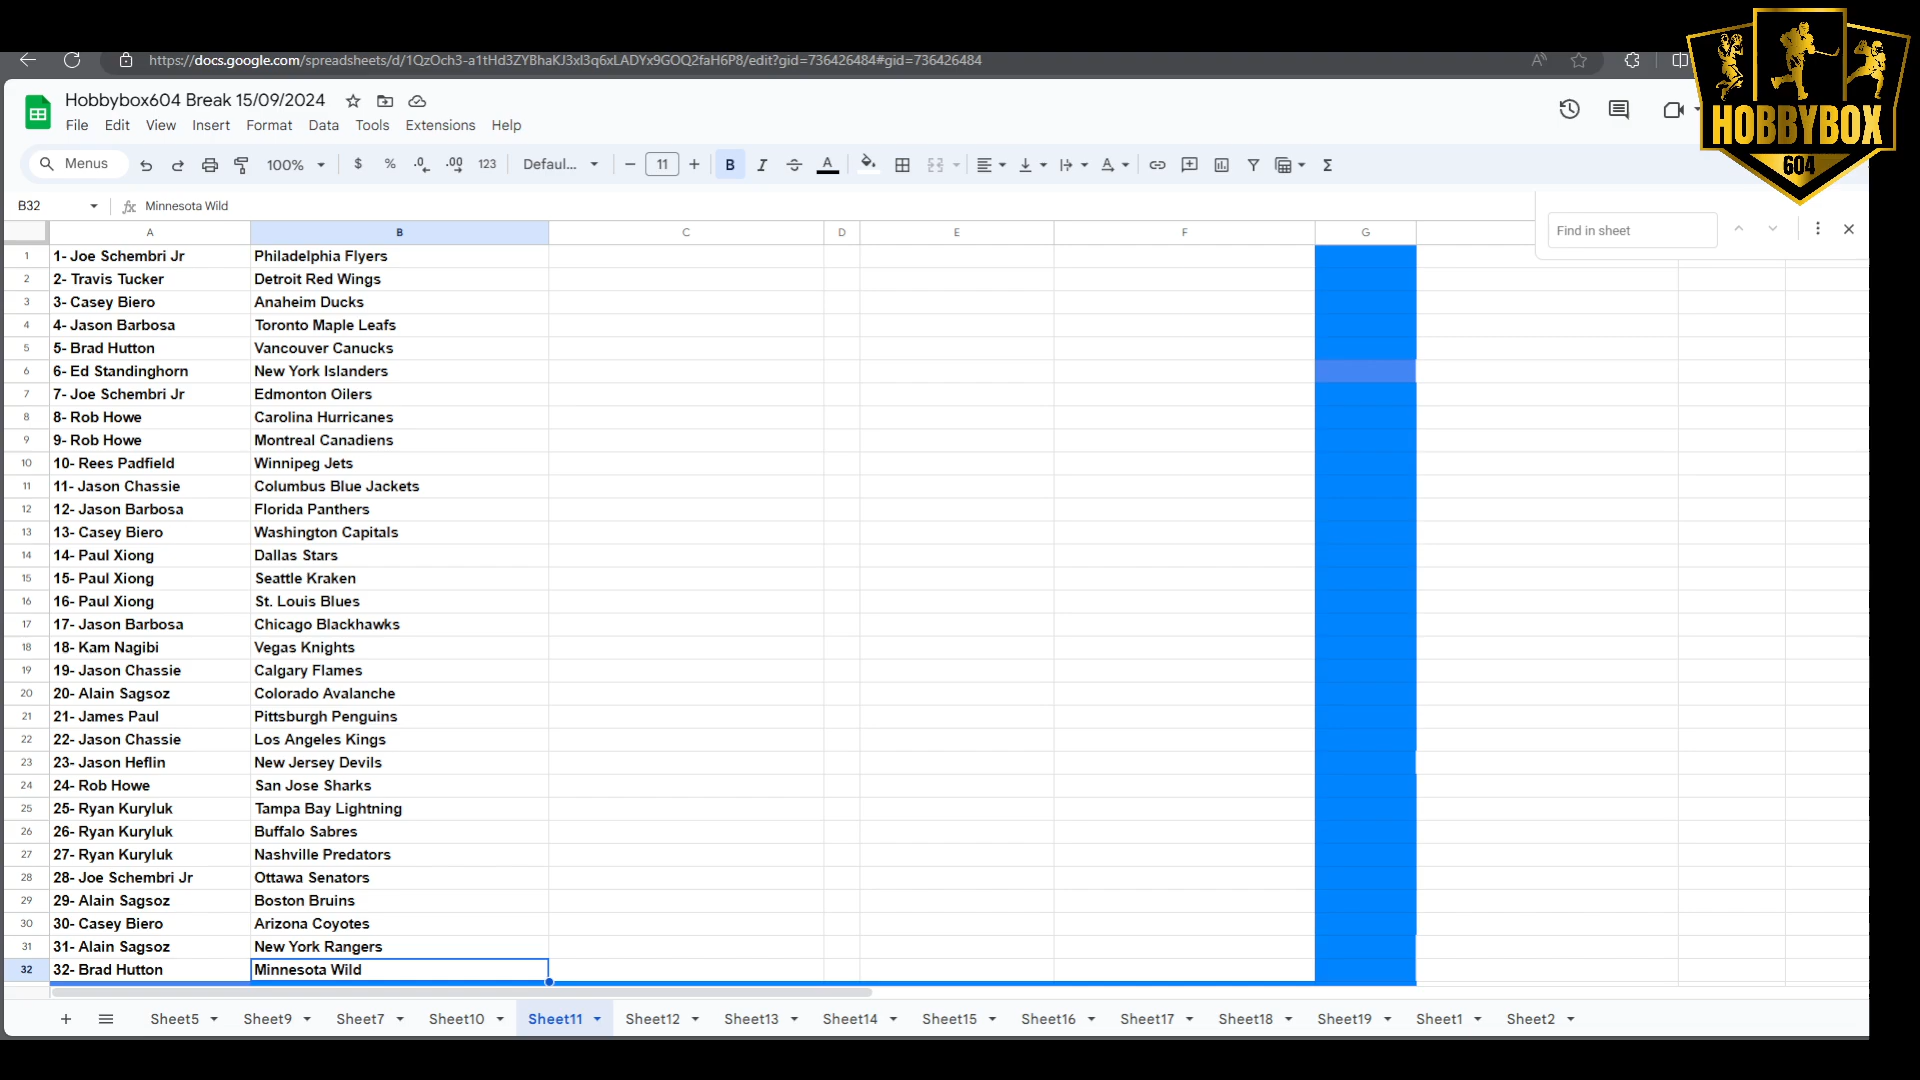 https://docs.google.com/spreadsheets/d/1QzOch3-a1tHd3ZYBhaKJ3xI3q6xLADYx9GOQ2faH6P8/edit?gid=736426484#gid=736426484
Hobbybox604 Break 15/09/2024
File Edit View Insert Format Data Tools Extensions Help
Menus 100% $ % .0 .00 123 Defaul... 11 B I A A Σ
B32 fx Minnesota Wild
Find in sheet
HOBBYBOX
604
A B C D E F G
1 1- Joe Schembri Jr Philadelphia Flyers
2 2- Travis Tucker Detroit Red Wings
3 3- Casey Biero Anaheim Ducks
4 4- Jason Barbosa Toronto Maple Leafs
5 5- Brad Hutton Vancouver Canucks
6 6- Ed Standinghorn New York Islanders
7 7- Joe Schembri Jr Edmonton Oilers
8 8- Rob Howe Carolina Hurricanes
9 9- Rob Howe Montreal Canadiens
10 10- Rees Padfield Winnipeg Jets
11 11- Jason Chassie Columbus Blue Jackets
12 12- Jason Barbosa Florida Panthers
13 13- Casey Biero Washington Capitals
14 14- Paul Xiong Dallas Stars
15 15- Paul Xiong Seattle Kraken
16 16- Paul Xiong St. Louis Blues
17 17- Jason Barbosa Chicago Blackhawks
18 18- Kam Nagibi Vegas Knights
19 19- Jason Chassie Calgary Flames
20 20- Alain Sagsoz Colorado Avalanche
21 21- James Paul Pittsburgh Penguins
22 22- Jason Chassie Los Angeles Kings
23 23- Jason Heflin New Jersey Devils
24 24- Rob Howe San Jose Sharks
25 25- Ryan Kuryluk Tampa Bay Lightning
26 26- Ryan Kuryluk Buffalo Sabres
27 27- Ryan Kuryluk Nashville Predators
28 28- Joe Schembri Jr Ottawa Senators
29 29- Alain Sagsoz Boston Bruins
30 30- Casey Biero Arizona Coyotes
31 31- Alain Sagsoz New York Rangers
32 32- Brad Hutton Minnesota Wild
Sheet5 Sheet9 Sheet7 Sheet10 Sheet11 Sheet12 Sheet13 Sheet14 Sheet15 Sheet16 Sheet17 Sheet18 Sheet19 Sheet1 Sheet2